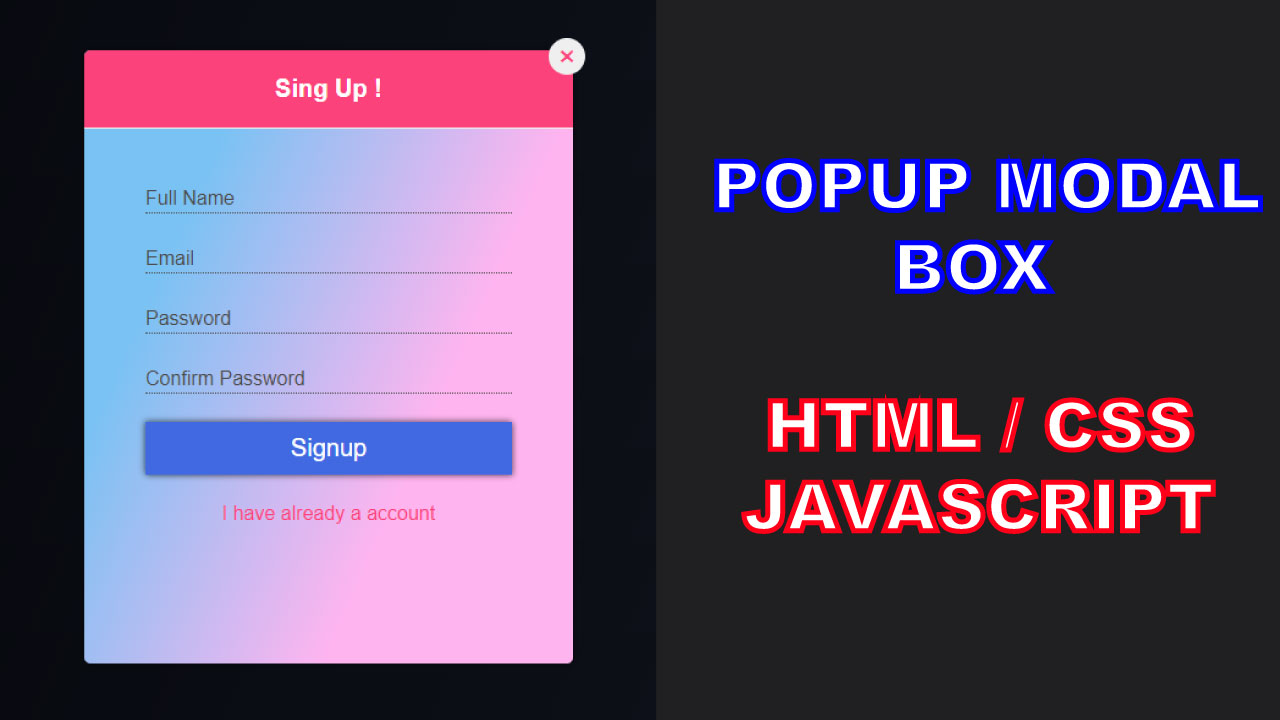 Sing Up !
Full Name
Email
Password
Confirm Password
Signup
I have already a account
POPUP MODAL
BOX
HTML / CSS
JAVASCRIPT